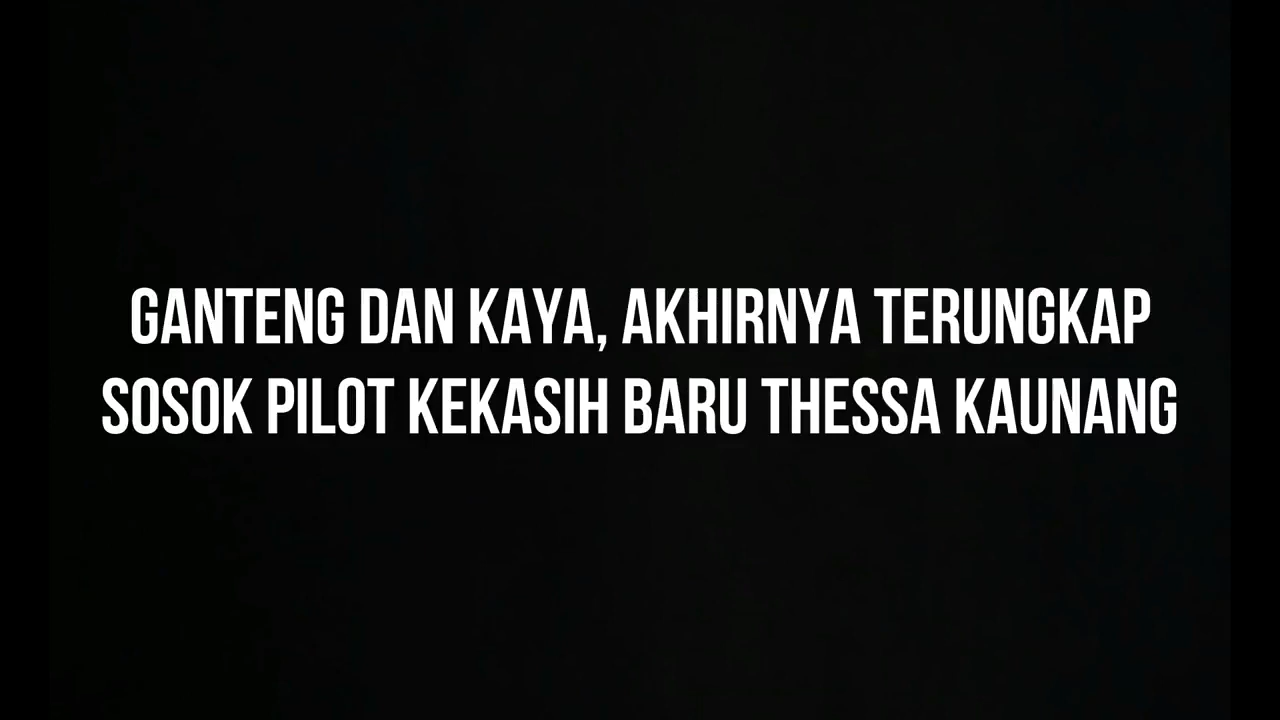 GANTENG DAN KAYA, AKHIRNYA TERUNGKAP
SOSOK PILOT KEKASIH BARU THESSA KAUNANG